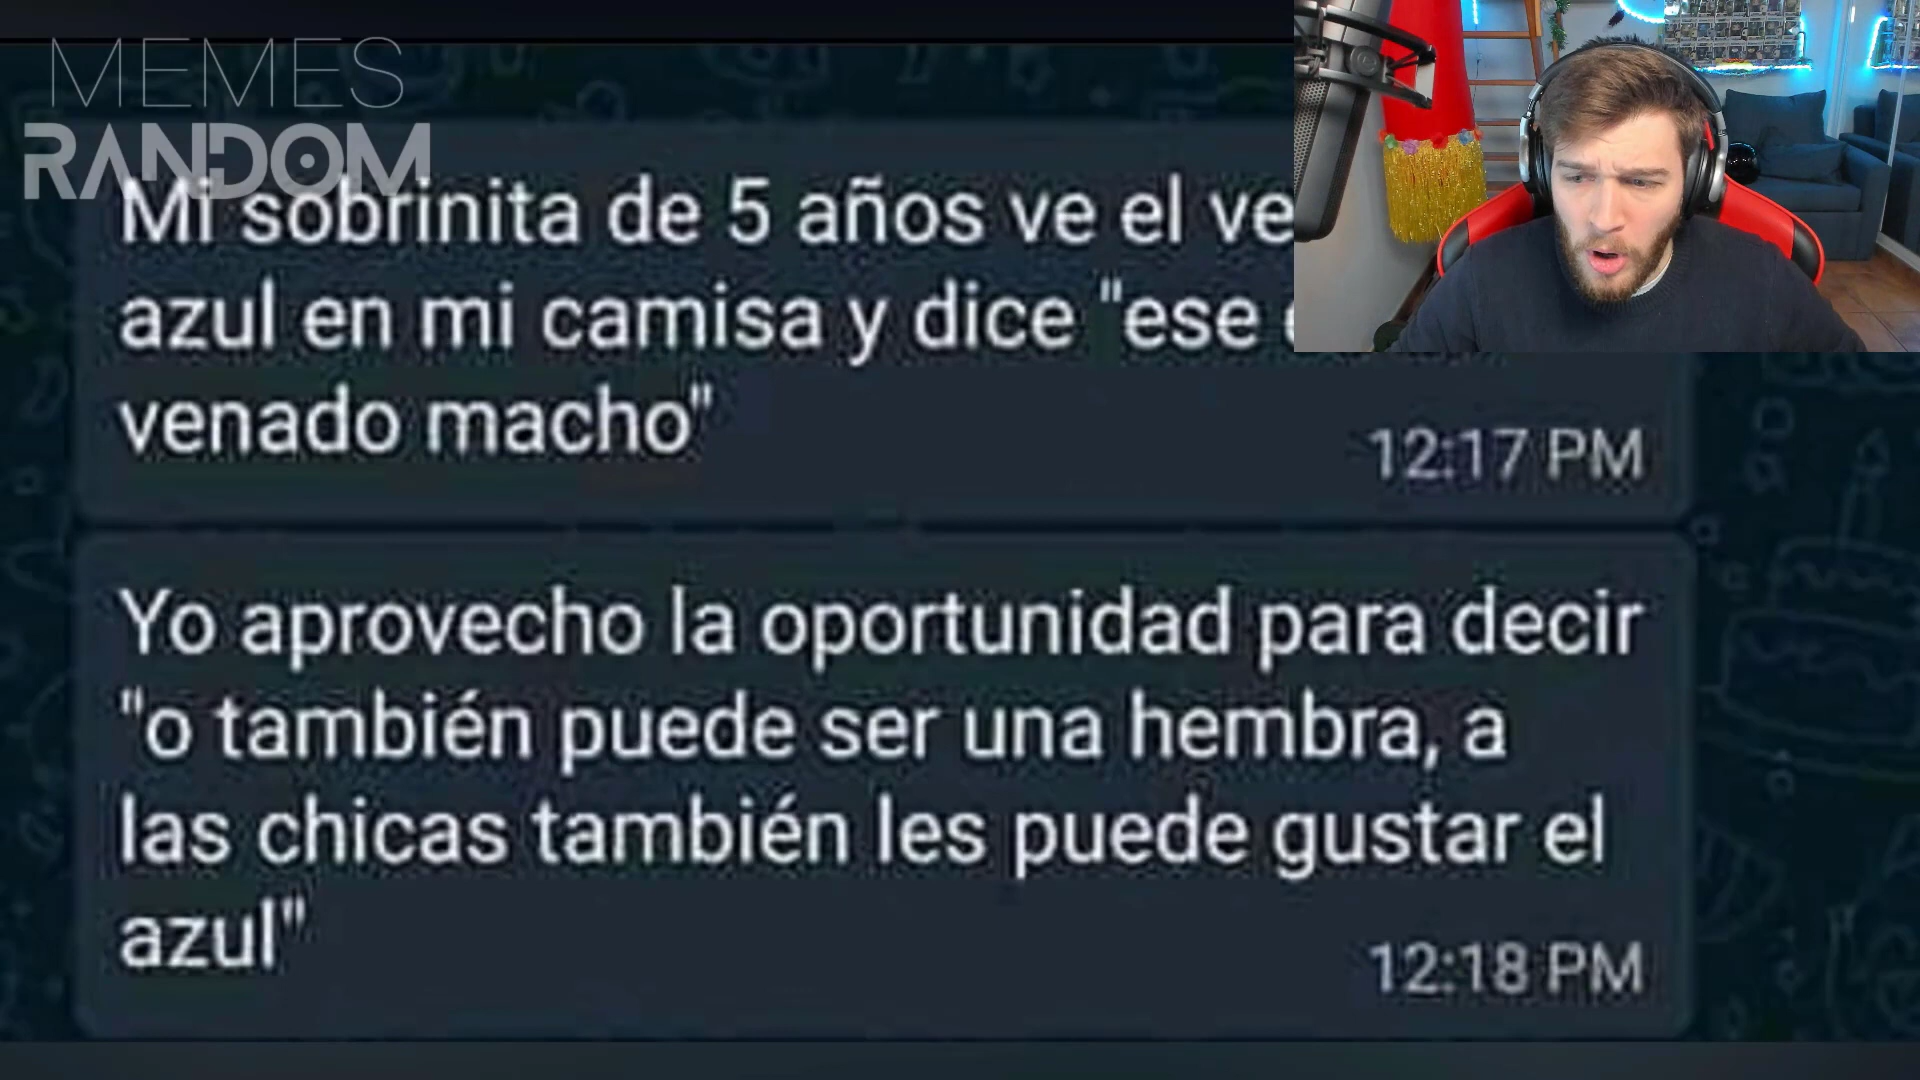 MEMES
RANDOM
Mi sobrinita de 5 años ve el
azul en mi camisa y dice "ese
venado macho"
12:17 PM
Yo aprovecho la oportunidad para decir
"o también puede ser una hembra, a
las chicas también les puede gustar el
azul"
12:18 PM